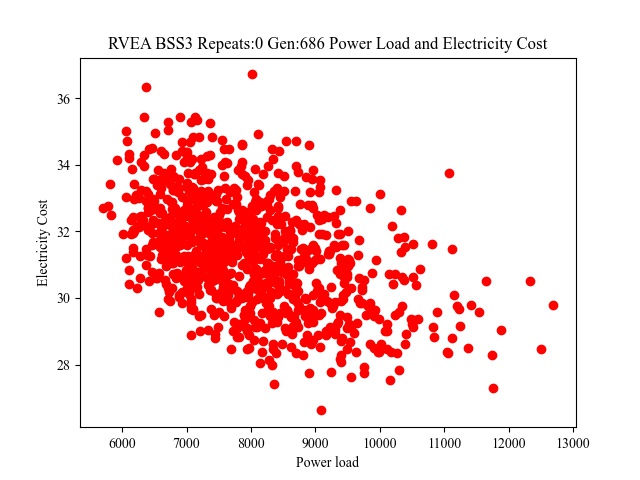 RVEA BSS3 Repeats:0 Gen:686 Power Load and Electricity Cost
36
34
32
30
28
Electricity Cost
6000 7000 8000 9000 10000 11000 12000 13000
Power load